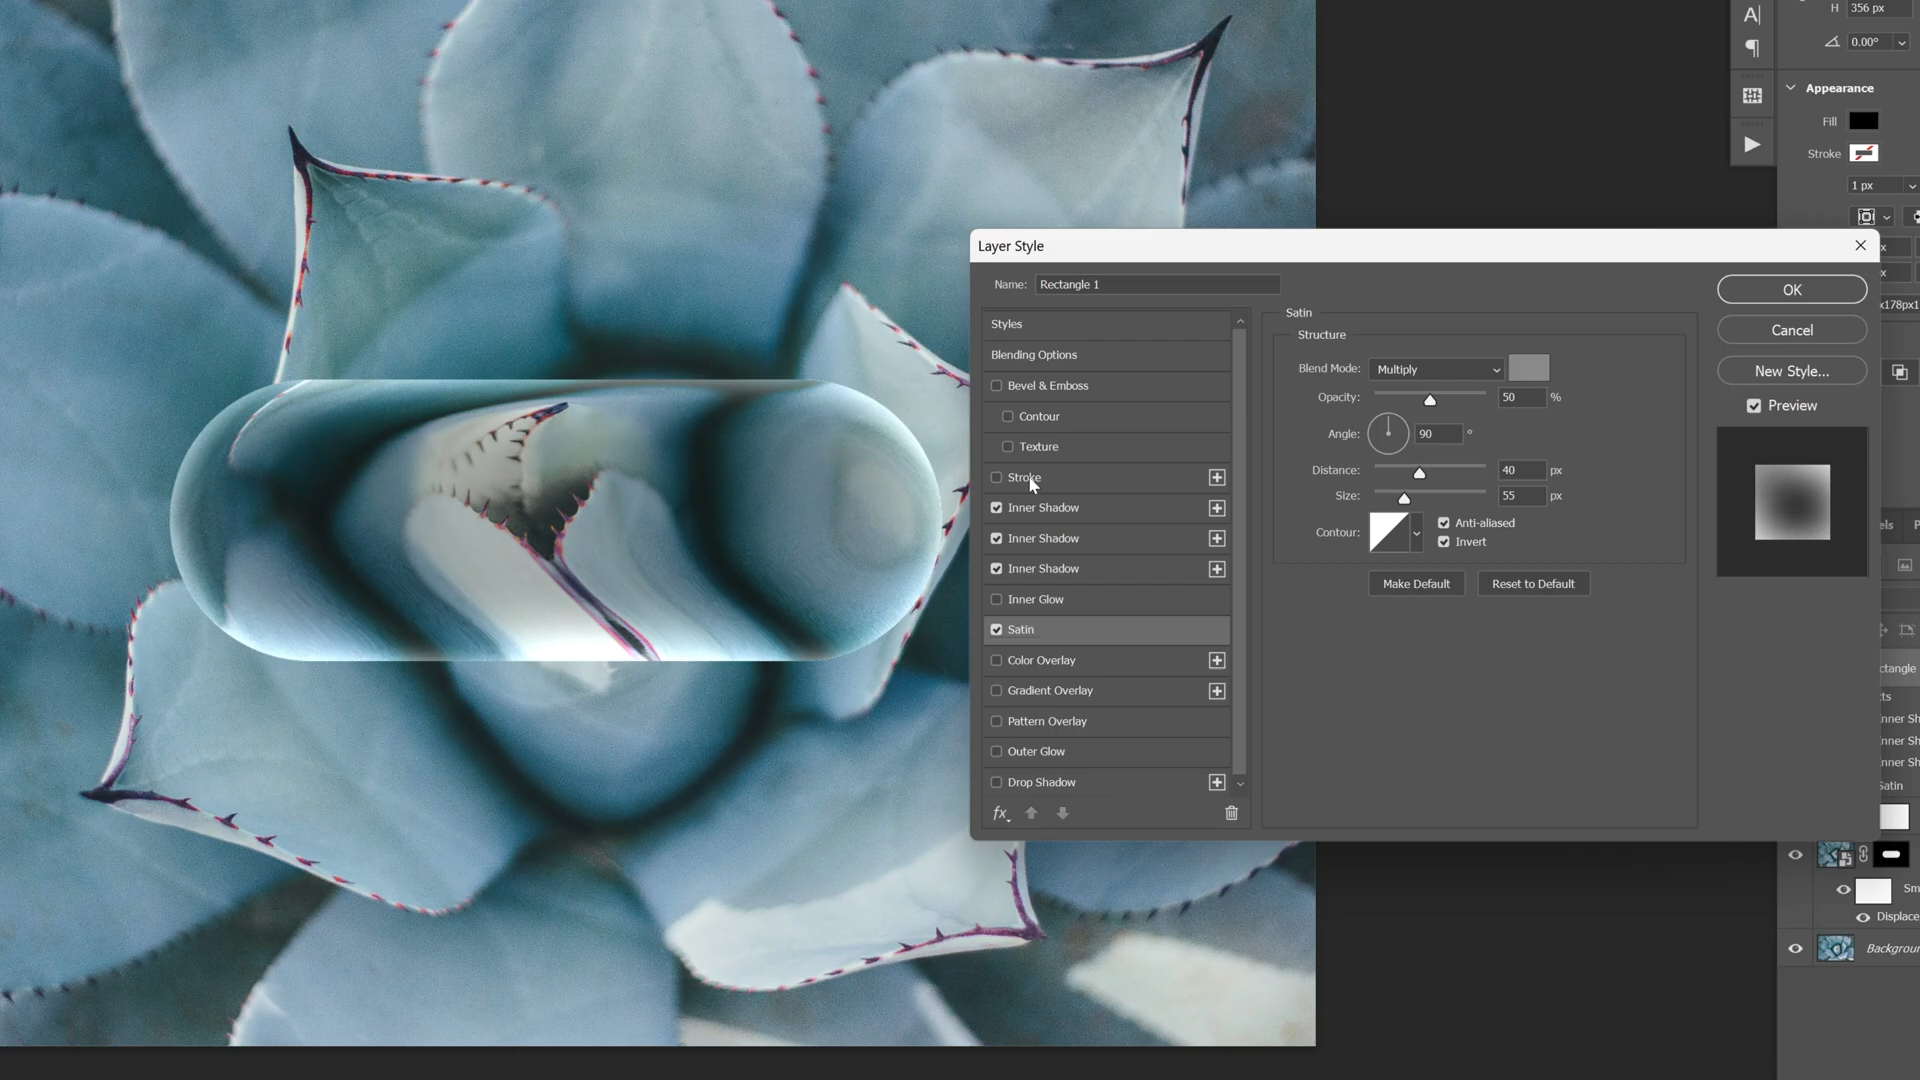 A|
H 356 px
0.00°
Appearance
Fill
Stroke
1 px
Layer Style
Name: Rectangle 1
OK
Cancel
New Style...
Preview
Styles
Blending Options
Bevel & Emboss
Contour
Texture
Stroke
Inner Shadow
Inner Shadow
Inner Shadow
Inner Glow
Satin
Color Overlay
Gradient Overlay
Pattern Overlay
Outer Glow
Drop Shadow
fx
Satin
Structure
Blend Mode: Multiply
Opacity: 50 %
Angle: 90 °
Distance: 40 px
Size: 55 px
Contour: Anti-aliased
Invert
Make Default
Reset to Default
x
x
x178px1
els P
ctangle
ts
nner Sh
nner Sh
nner Sh
Satin
Sm
Displace
Backgroun